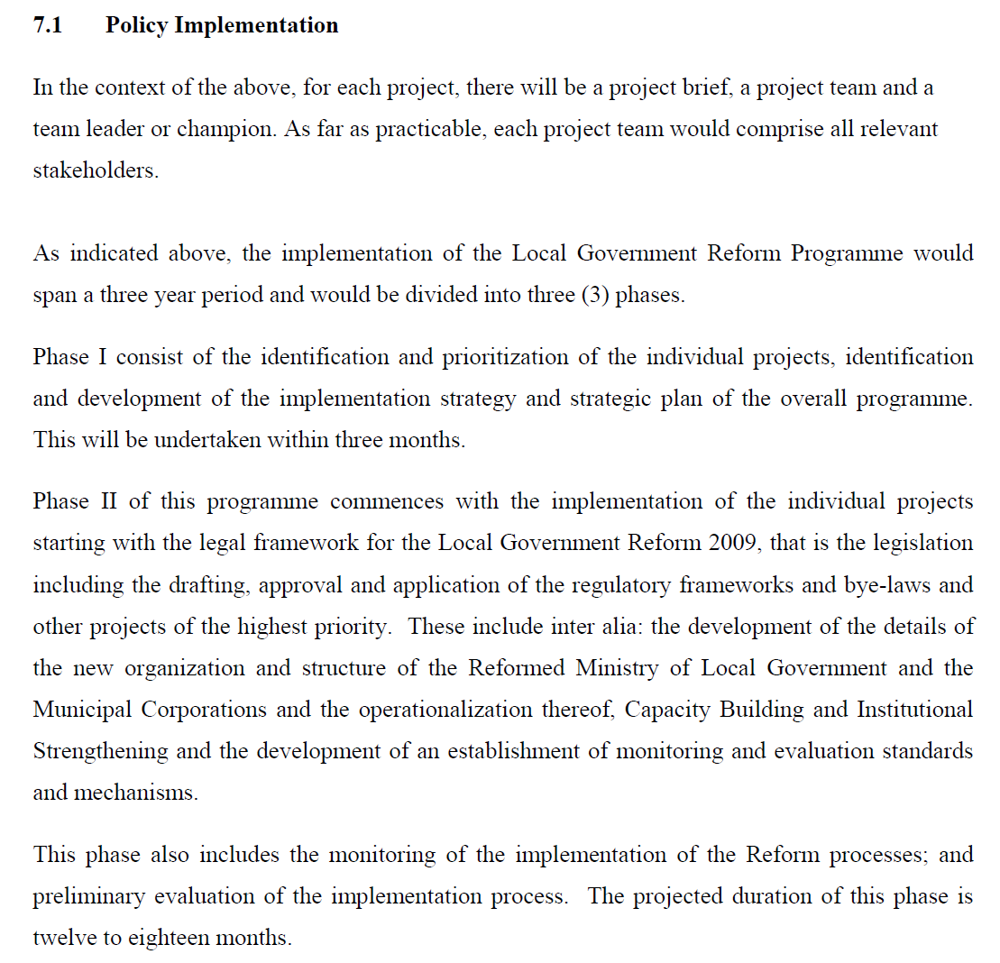 7.1 Policy Implementation
In the context of the above, for each project, there will be a project brief, a project team and a
team leader or champion. As far as practicable, each project team would comprise all relevant
stakeholders.
As indicated above, the implementation of the Local Government Reform Programme would
span a three year period and would be divided into three (3) phases.
Phase I consist of the identification and prioritization of the individual projects, identification
and development of the implementation strategy and strategic plan of the overall programme.
This will be undertaken within three months.
Phase II of this programme commences with the implementation of the individual projects
starting with the legal framework for the Local Government Reform 2009, that is the legislation
including the drafting, approval and application of the regulatory frameworks and bye-laws and
other projects of the highest priority. These include inter alia: the development of the details of
the new organization and structure of the Reformed Ministry of Local Government and the
Municipal Corporations and the operationalization thereof, Capacity Building and Institutional
Strengthening and the development of an establishment of monitoring and evaluation standards
and mechanisms.
This phase also includes the monitoring of the implementation of the Reform processes; and
preliminary evaluation of the implementation process. The projected duration of this phase is
twelve to eighteen months.